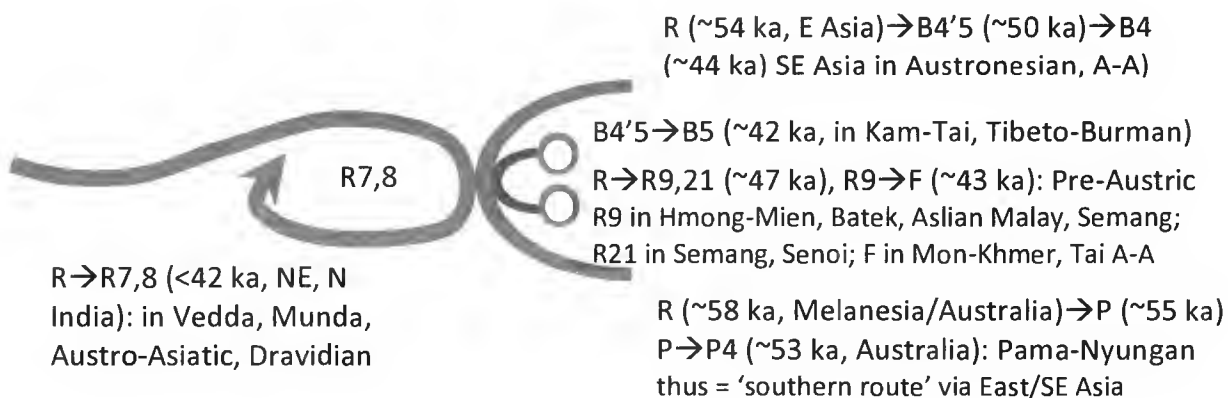 R (~54 ka, E Asia)→B4'5 (~50 ka)→B4
(~44 ka) SE Asia in Austronesian, A-A)
B4'5→B5 (~42 ka, in Kam-Tai, Tibeto-Burman)
R7,8
R→R9,21 (~47 ka), R9→F (~43 ka): Pre-Austric
R9 in Hmong-Mien, Batek, Aslian Malay, Semang;
R21 in Semang, Senoi; F in Mon-Khmer, Tai A-A
R→R7,8 (<42 ka, NE, N
India): in Vedda, Munda,
Austro-Asiatic, Dravidian
R (~58 ka, Melanesia/Australia)→P (~55 ka)
P→P4 (~53 ka, Australia): Pama-Nyungan
thus = 'southern route' via East/SE Asia